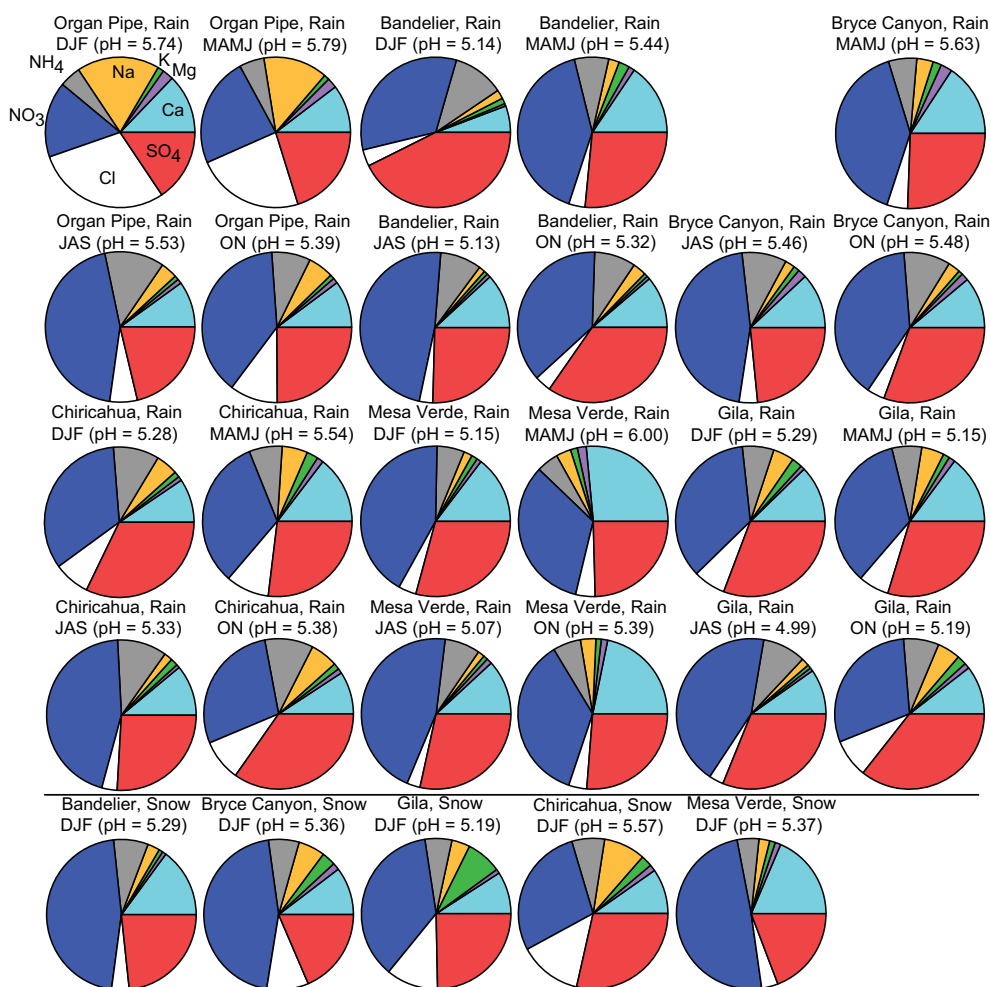 Organ Pipe, Rain
DJF (pH = 5.74)
Organ Pipe, Rain
MAMJ (pH = 5.79)
Bandelier, Rain
DJF (pH = 5.14)
Bandelier, Rain
MAMJ (pH = 5.44)
Bryce Canyon, Rain
MAMJ (pH = 5.63)
NH4
Na
K
Mg
NO3
Ca
SO4
Cl
Organ Pipe, Rain
JAS (pH = 5.53)
Organ Pipe, Rain
ON (pH = 5.39)
Bandelier, Rain
JAS (pH = 5.13)
Bandelier, Rain
ON (pH = 5.32)
Bryce Canyon, Rain
JAS (pH = 5.46)
Bryce Canyon, Rain
ON (pH = 5.48)
Chiricahua, Rain
DJF (pH = 5.28)
Chiricahua, Rain
MAMJ (pH = 5.54)
Mesa Verde, Rain
DJF (pH = 5.15)
Mesa Verde, Rain
MAMJ (pH = 6.00)
Gila, Rain
DJF (pH = 5.29)
Gila, Rain
MAMJ (pH = 5.15)
Chiricahua, Rain
JAS (pH = 5.33)
Chiricahua, Rain
ON (pH = 5.38)
Mesa Verde, Rain
JAS (pH = 5.07)
Mesa Verde, Rain
ON (pH = 5.39)
Gila, Rain
JAS (pH = 4.99)
Gila, Rain
ON (pH = 5.19)
Bandelier, Snow
DJF (pH = 5.29)
Bryce Canyon, Snow
DJF (pH = 5.36)
Gila, Snow
DJF (pH = 5.19)
Chiricahua, Snow
DJF (pH = 5.57)
Mesa Verde, Snow
DJF (pH = 5.37)